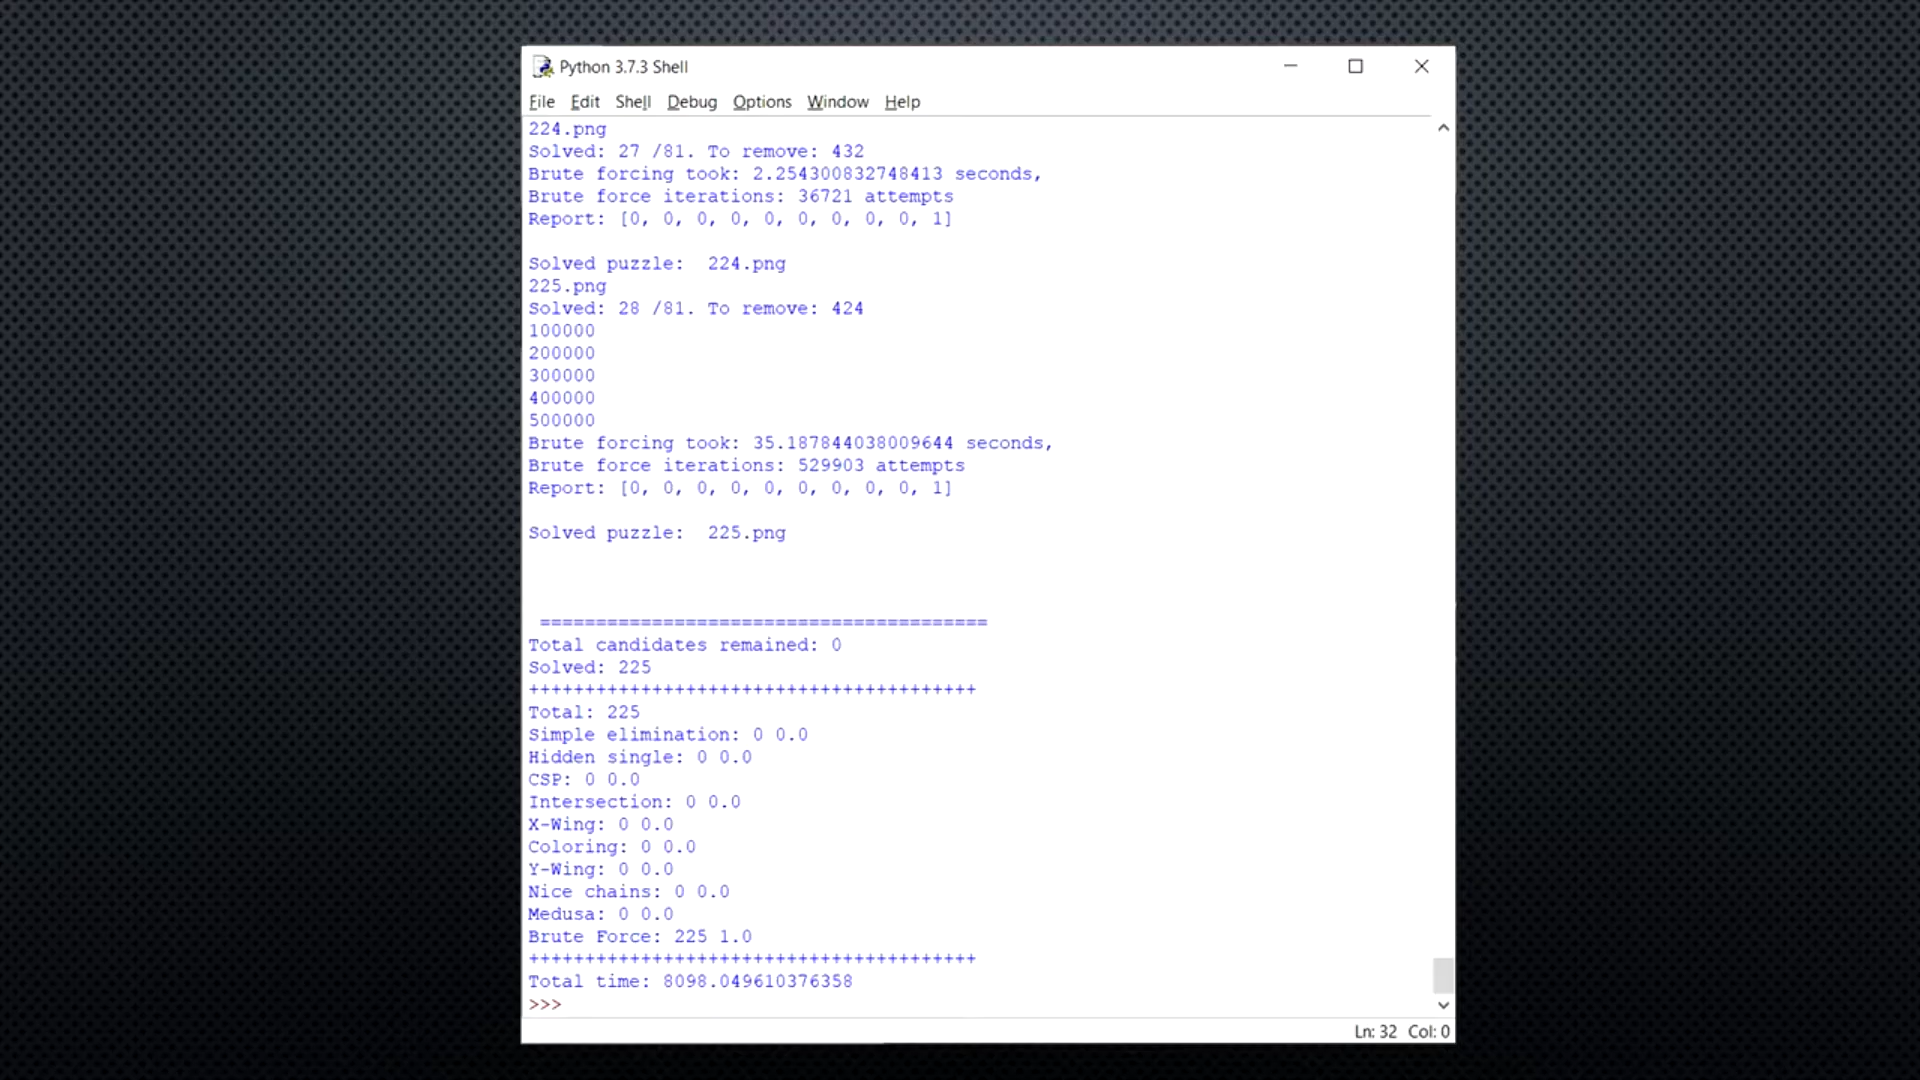 Python 3.7.3 Shell
File Edit Shell Debug Options Window Help
224.png
Solved: 27 /81. To remove: 432
Brute forcing took: 2.254300832748413 seconds,
Brute force iterations: 36721 attempts
Report: [0, 0, 0, 0, 0, 0, 0, 0, 0, 1]
Solved puzzle:  224.png
225.png
Solved: 28 /81. To remove: 424
100000
200000
300000
400000
500000
Brute forcing took: 35.187844038009644 seconds,
Brute force iterations: 529903 attempts
Report: [0, 0, 0, 0, 0, 0, 0, 0, 0, 1]
Solved puzzle:  225.png
========================================
Total candidates remained: 0
Solved: 225
++++++++++++++++++++++++++++++++++++++++
Total: 225
Simple elimination: 0 0.0
Hidden single: 0 0.0
CSP: 0 0.0
Intersection: 0 0.0
X-Wing: 0 0.0
Coloring: 0 0.0
Y-Wing: 0 0.0
Nice chains: 0 0.0
Medusa: 0 0.0
Brute Force: 225 1.0
++++++++++++++++++++++++++++++++++++++++
Total time: 8098.049610376358
>>>
Ln: 32 Col: 0